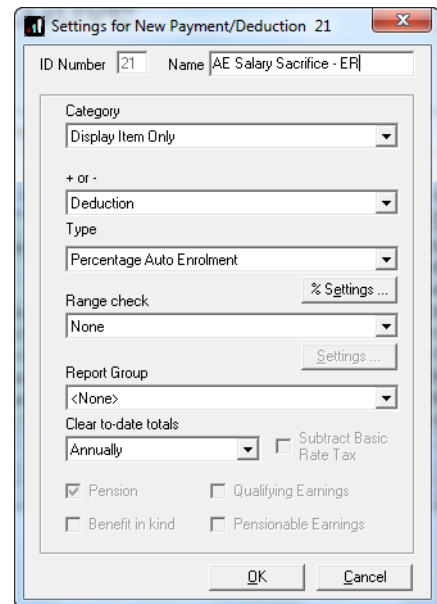 Settings for New Payment/Deduction 21
ID Number 21 Name AE Salary Sacrifice - ER
Category
Display Item Only
+ or -
Deduction
Type
Percentage Auto Enrolment
% Settings ...
Range check
None
Settings ...
Report Group
<None>
Clear to-date totals
Annually
Subtract Basic
Rate Tax
Pension Qualifying Earnings
Benefit in kind Pensionable Earnings
OK Cancel